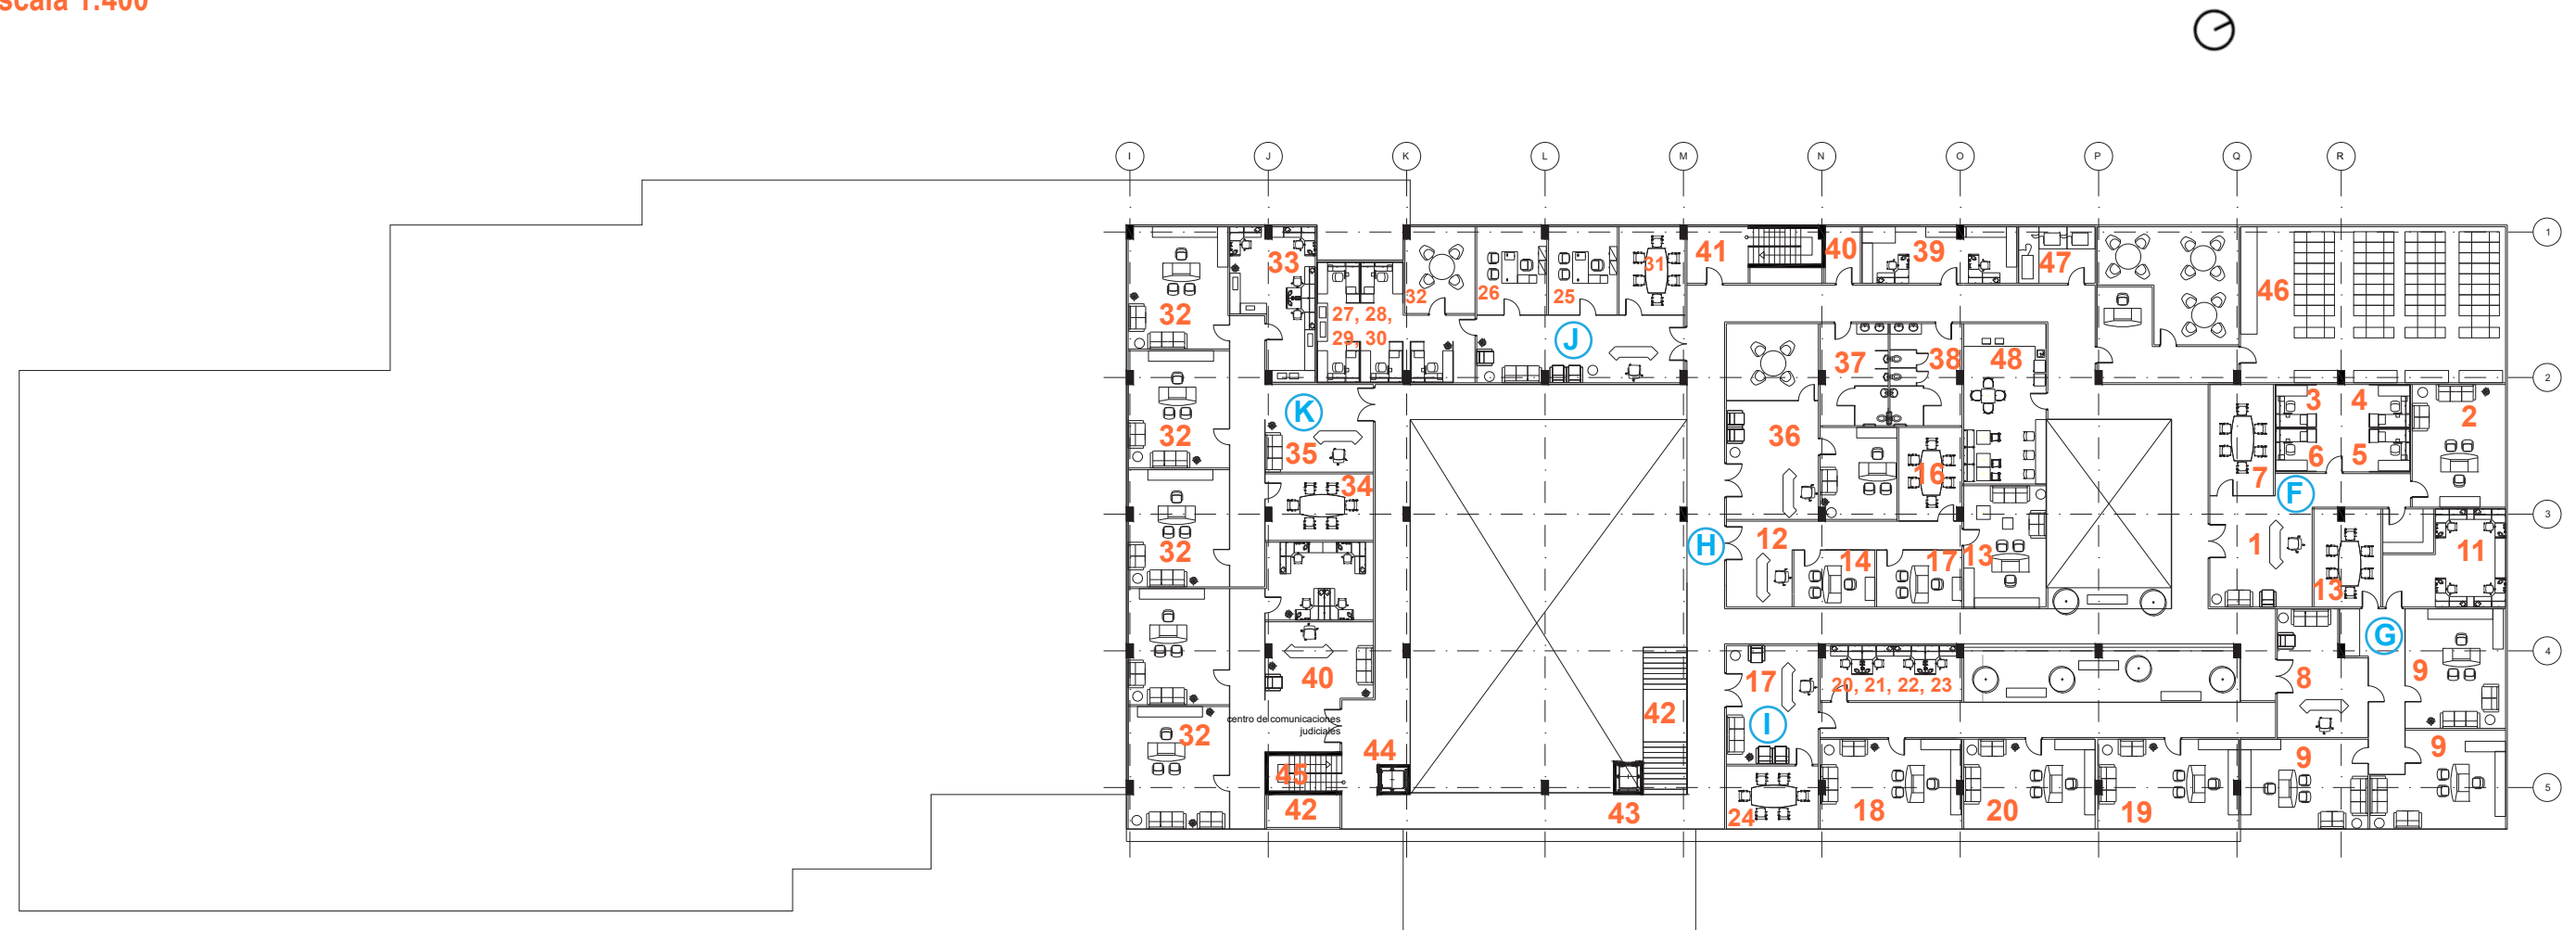 scala 1:400
I J K L M N O P Q R
1
41 40 39 47
33 32 26 25 31
46
32
27, 28,
29, 30
J
37 38 48
2
3 4 2
K
32 35 36
6 5
34 16 7
F
3
32
H
12 14 17 13 1 13 11
G
4
40 17 20, 21, 22, 23 8 9
centro de comunicaciones
judiciales
32 42
I
44
45 9 9
5
42 43 24 18 20 19